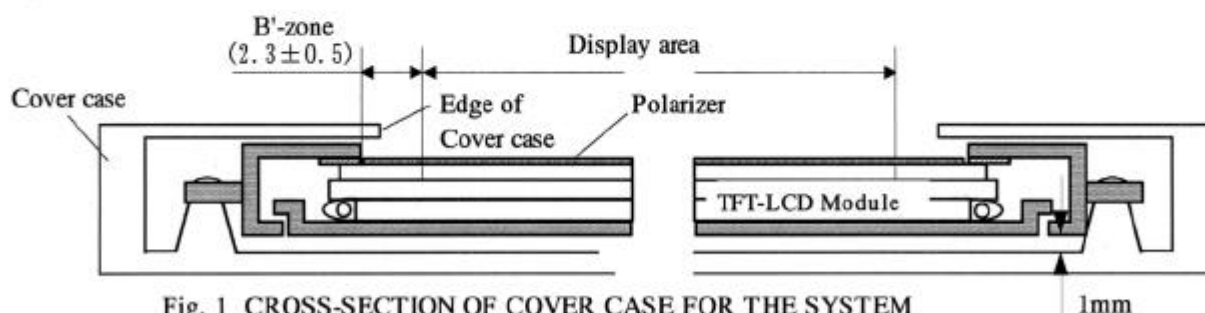 B'-zone
(2.3±0.5)
Display area
Cover case
Edge of
Cover case
Polarizer
TFT-LCD Module
Fig. 1 CROSS-SECTION OF COVER CASE FOR THE SYSTEM
1mm